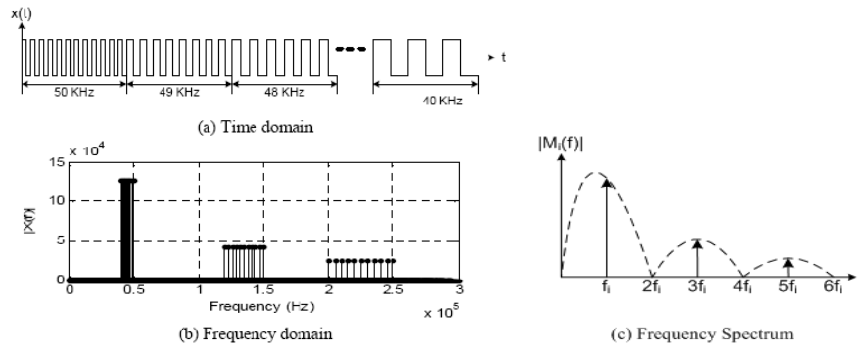 x(t)
t
50 KHz 49 KHz 48 KHz 40 KHz
(a) Time domain
x 10⁴
15
10
5
0
|X(f)|
0 0.5 1 1.5 2 2.5 3
Frequency (Hz)
x 10⁵
(b) Frequency domain
|Mᵢ(f)|
fᵢ 2fᵢ 3fᵢ 4fᵢ 5fᵢ 6fᵢ
(c) Frequency Spectrum